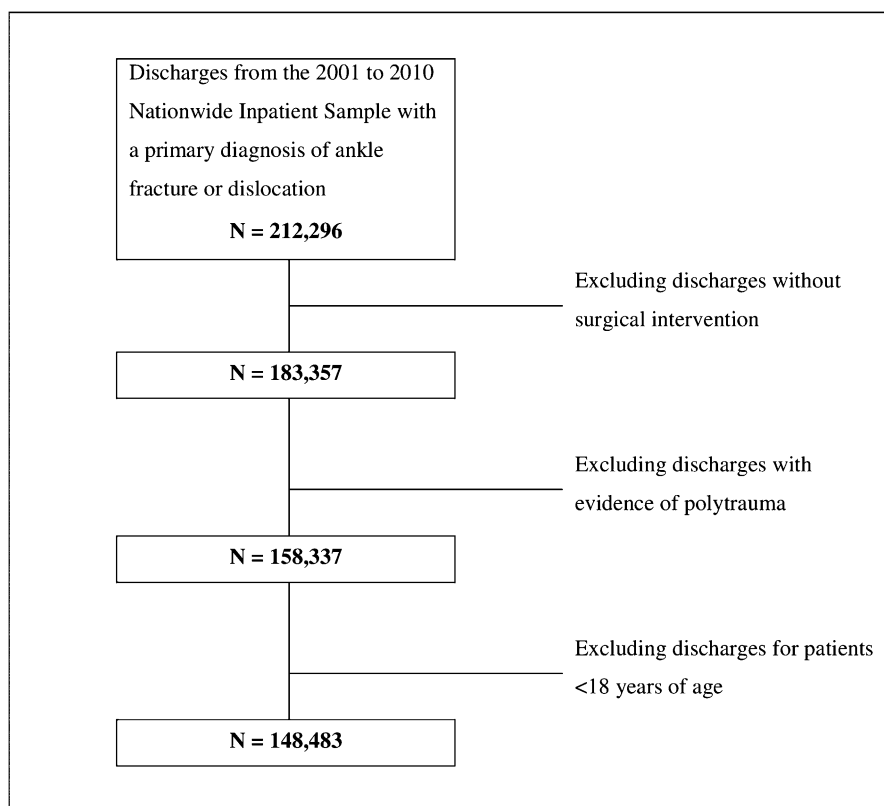 Discharges from the 2001 to 2010
Nationwide Inpatient Sample with
a primary diagnosis of ankle
fracture or dislocation
N = 212,296
Excluding discharges without
surgical intervention
N = 183,357
Excluding discharges with
evidence of polytrauma
N = 158,337
Excluding discharges for patients
<18 years of age
N = 148,483